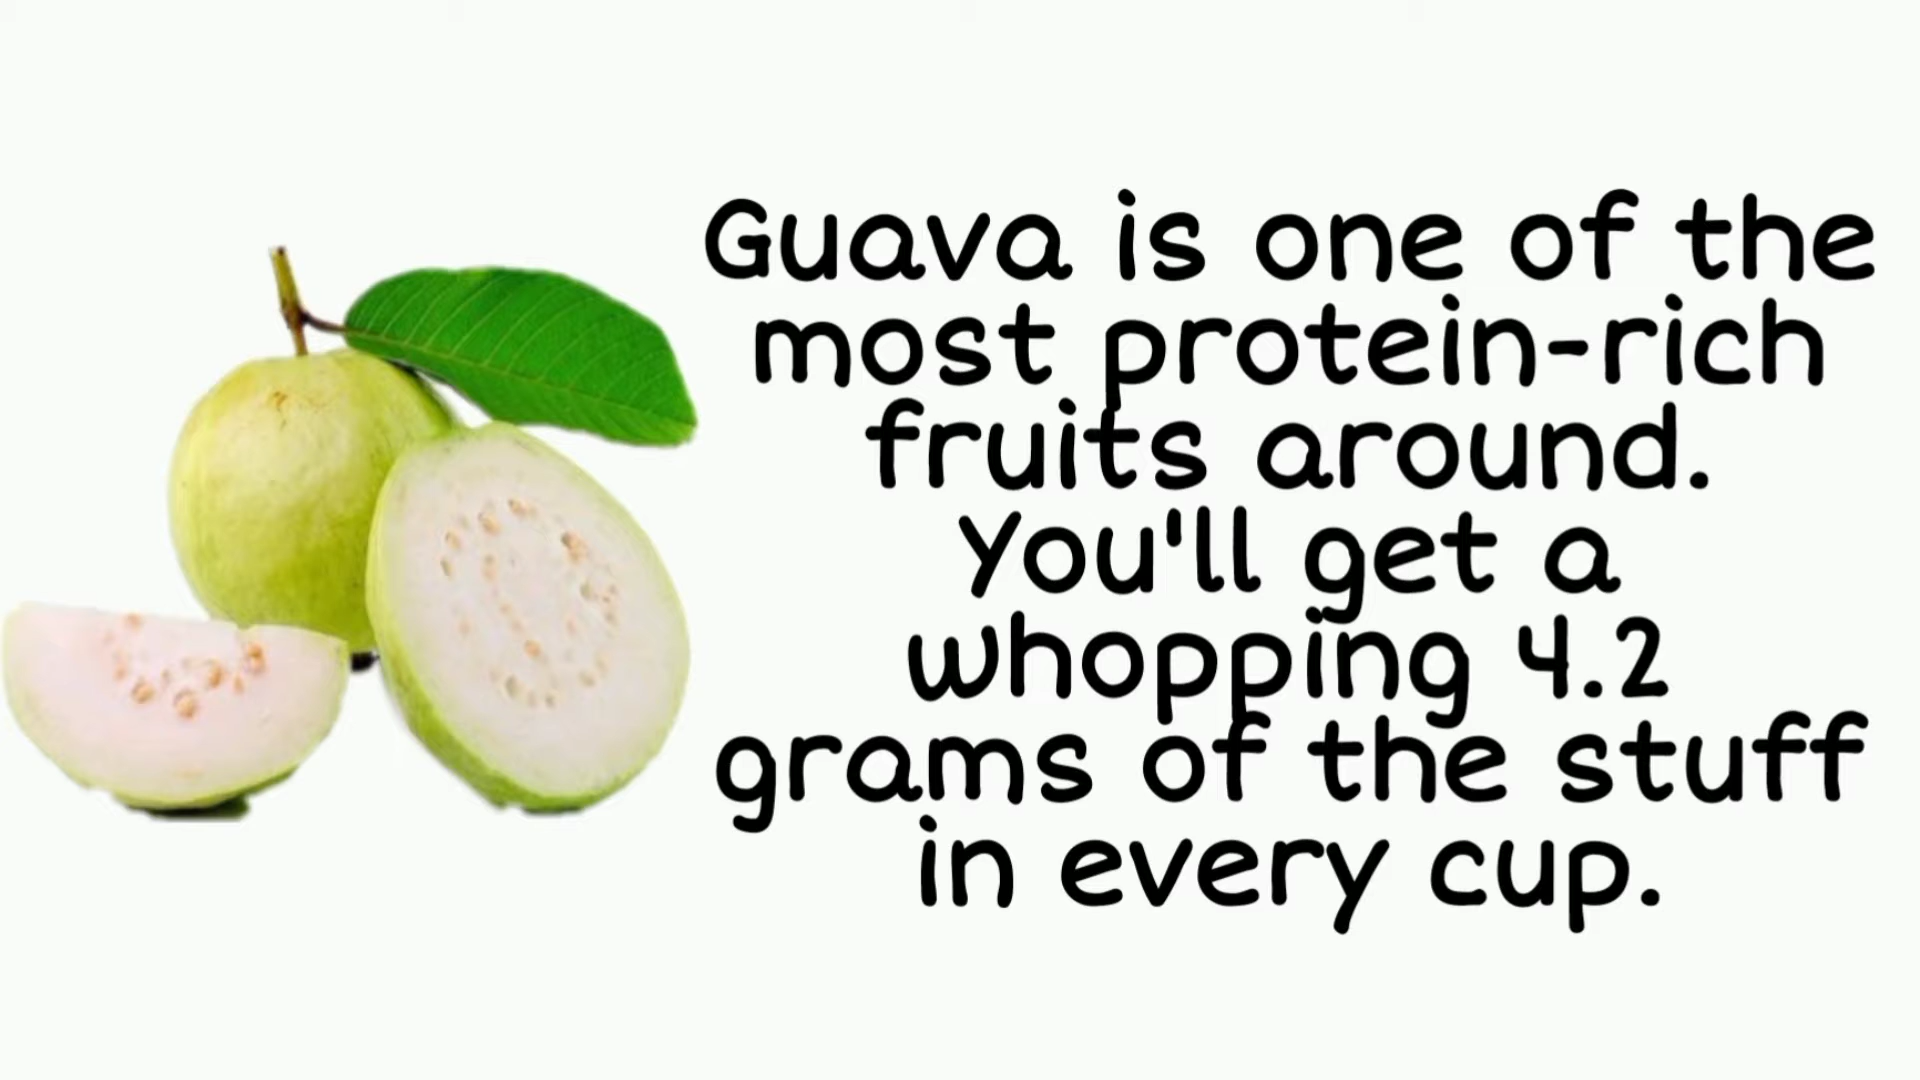 Guava is one of the
most protein-rich
fruits around.
You'll get a
whopping 4.2
grams of the stuff
in every cup.